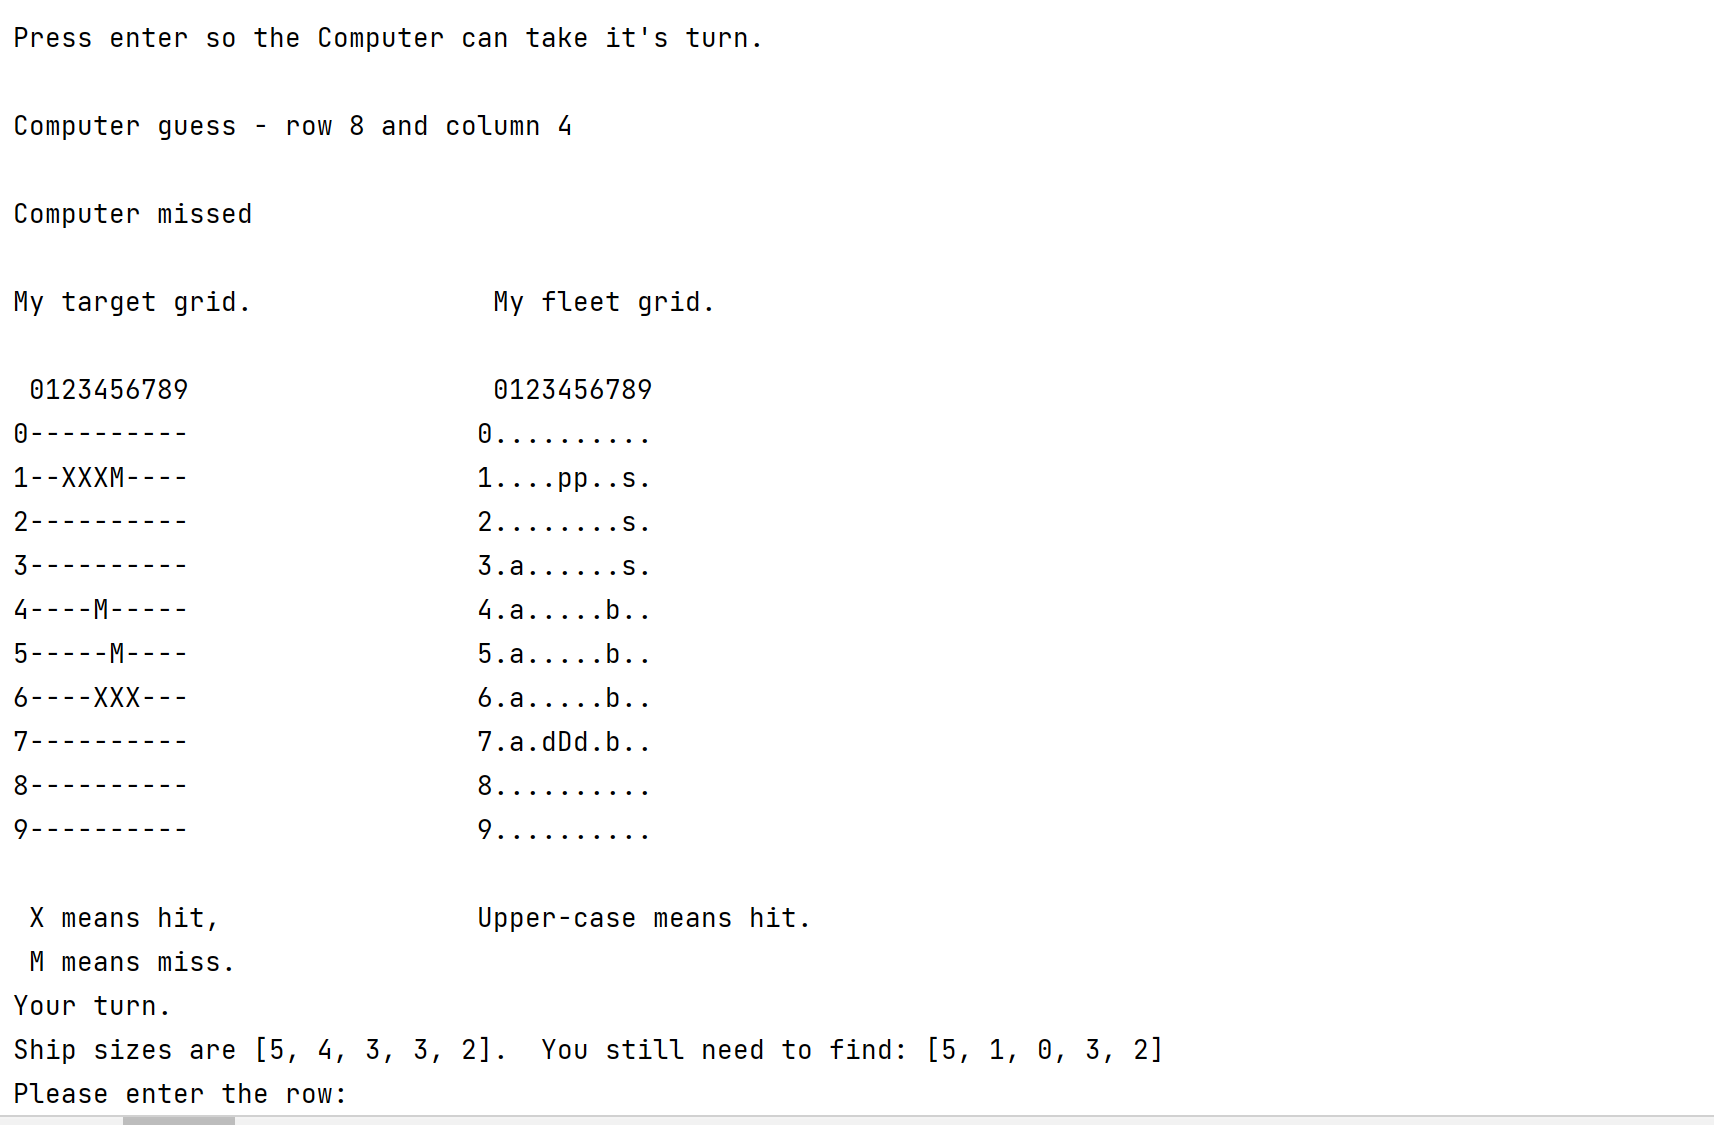 Press enter so the Computer can take it's turn.
Computer guess - row 8 and column 4
Computer missed
My target grid.               My fleet grid.
 0123456789                   0123456789
0----------                  0..........
1--XXXM----                  1....pp..s.
2----------                  2........s.
3----------                  3.a......s.
4----M-----                  4.a.....b..
5-----M----                  5.a.....b..
6----XXX---                  6.a.....b..
7----------                  7.a.dDd.b..
8----------                  8..........
9----------                  9..........
 X means hit,                Upper-case means hit.
 M means miss.
Your turn.
Ship sizes are [5, 4, 3, 3, 2].  You still need to find: [5, 1, 0, 3, 2]
Please enter the row: